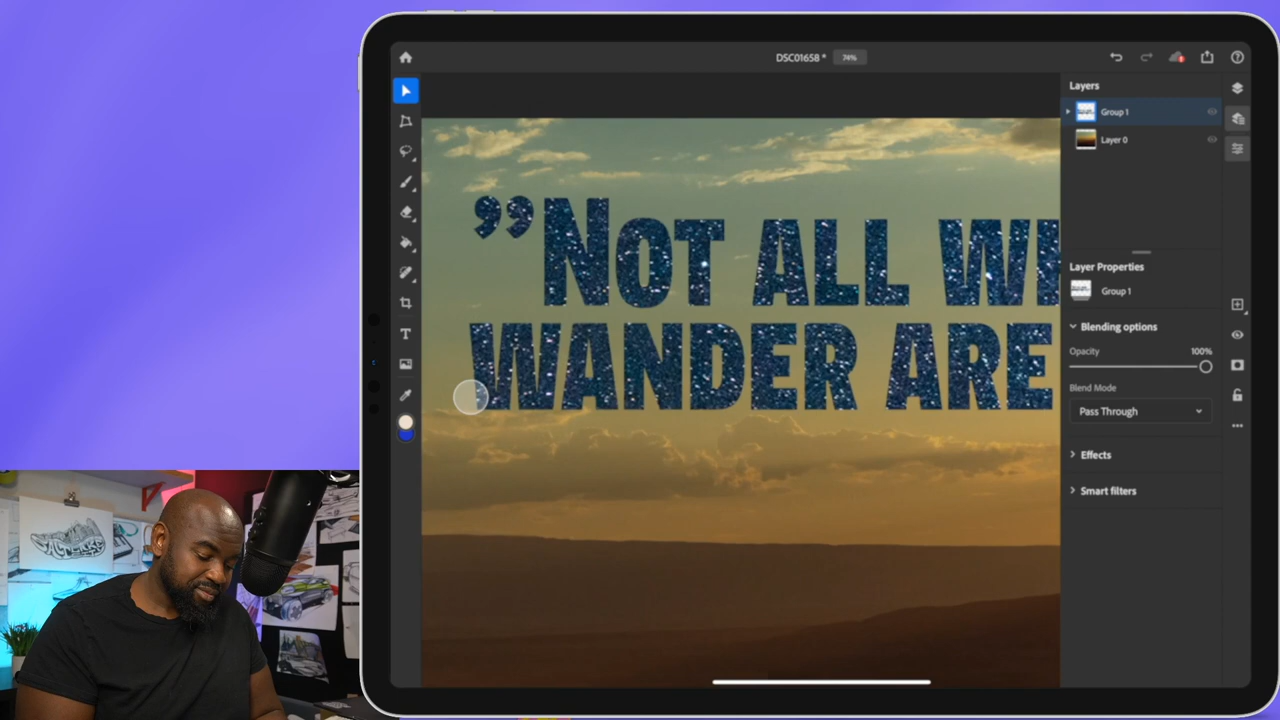 DSC01658 *
74%
Layers
Group 1
Layer 0
”NOT ALL W
WANDER ARE
Layer Properties
Group 1
Blending options
Opacity
100%
Blend Mode
Pass Through
Effects
Smart filters
T